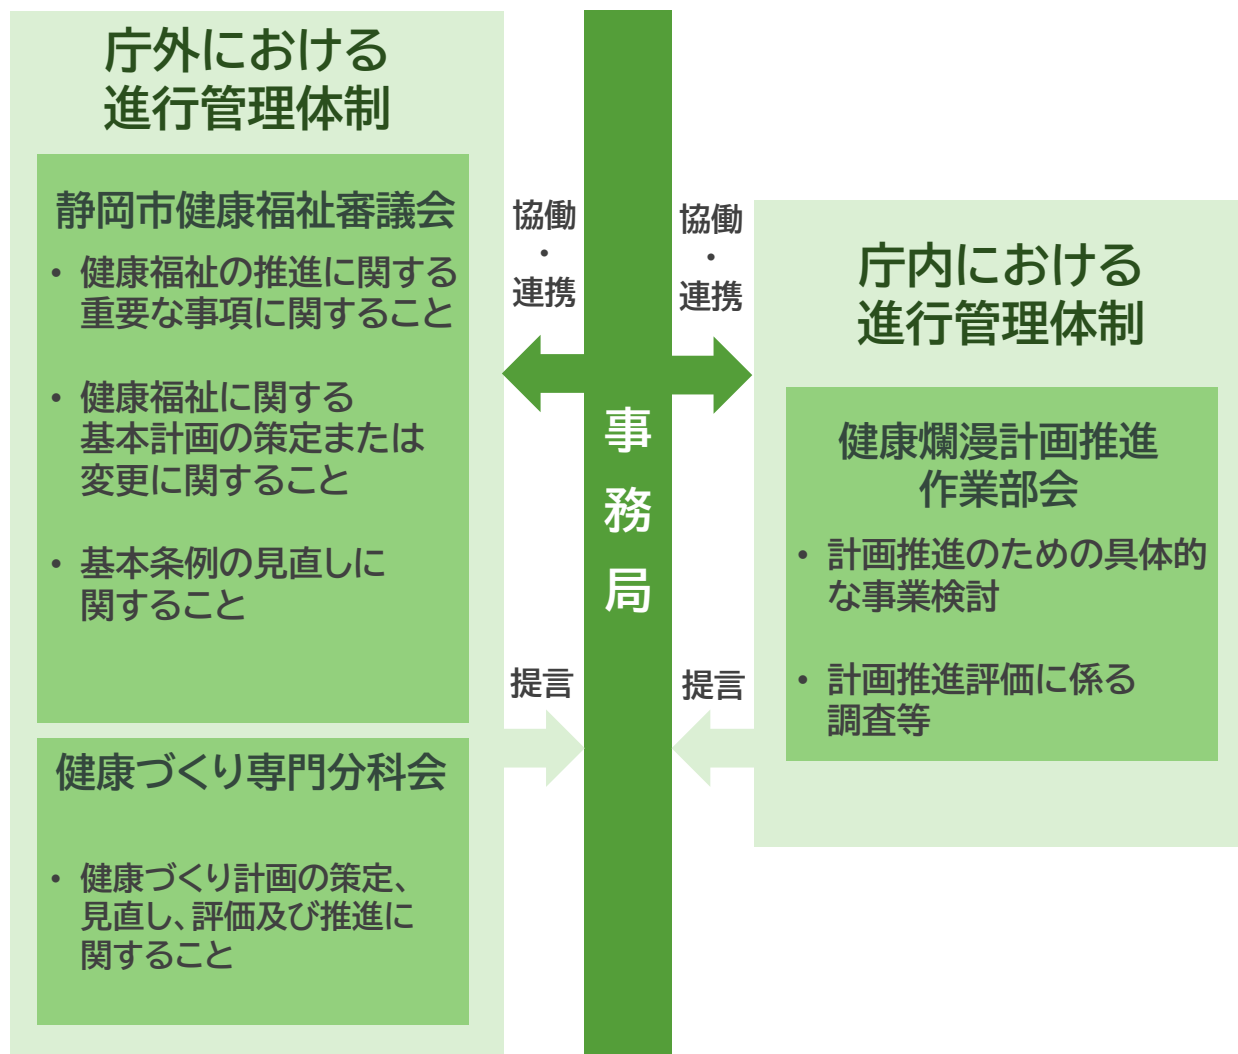 庁外における
進行管理体制
静岡市健康福祉審議会
• 健康福祉の推進に関する
重要な事項に関すること
• 健康福祉に関する
基本計画の策定または
変更に関すること
• 基本条例の見直しに
関すること
健康づくり専門分科会
• 健康づくり計画の策定、
見直し、評価及び推進に
関すること
協働
・
連携
提言
事
務
局
協働
・
連携
提言
庁内における
進行管理体制
健康爛漫計画推進
作業部会
• 計画推進のための具体的
な事業検討
• 計画推進評価に係る
調査等